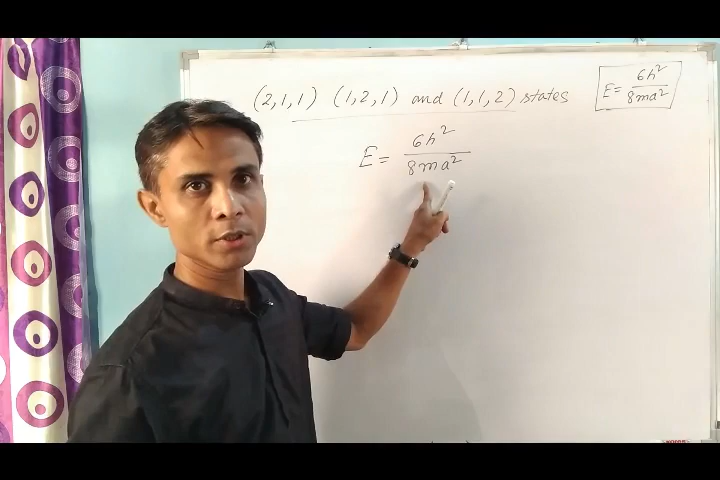 (2,1,1) (1,2,1) and (1,1,2) states
E = 6h²/8ma²
E = 6h²/8ma²